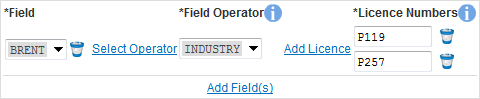 *Field *Field Operator *Licence Numbers
BRENT Select Operator INDUSTRY Add Licence P119
P257
Add Field(s)